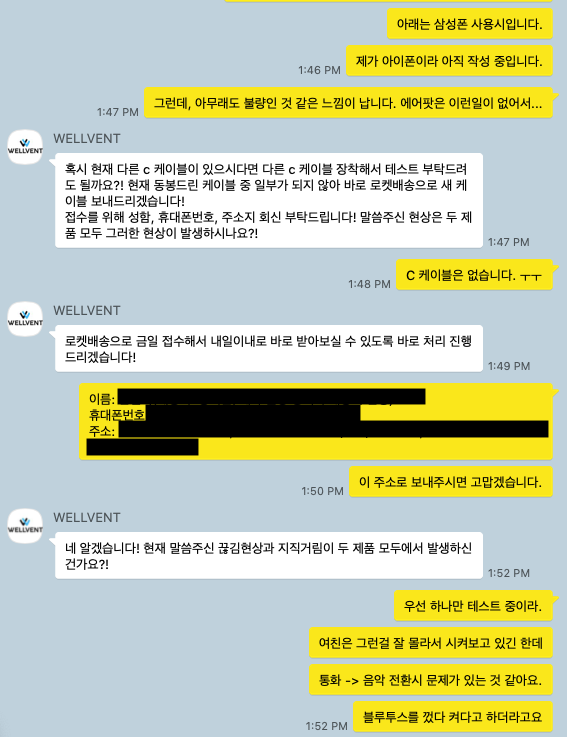 아래는 삼성폰 사용시입니다.
제가 아이폰이라 아직 작성 중입니다.
1:46 PM
그런데, 아무래도 불량인 것 같은 느낌이 납니다. 에어팟은 이런일이 없어서...
1:47 PM
WELLVENT
WELLVENT
혹시 현재 다른 c 케이블이 있으시다면 다른 c 케이블 장착해서 테스트 부탁드려
도 될까요?! 현재 동봉드린 케이블 중 일부가 되지 않아 바로 로켓배송으로 새 케
이블 보내드리겠습니다!
접수를 위해 성함, 휴대폰번호, 주소지 회신 부탁드립니다! 말씀주신 현상은 두 제
품 모두 그러한 현상이 발생하시나요?!
1:47 PM
C 케이블은 없습니다. ㅜㅜ
1:48 PM
WELLVENT
WELLVENT
로켓배송으로 금일 접수해서 내일이내로 바로 받아보실 수 있도록 바로 처리 진행
드리겠습니다!
1:49 PM
이름:
휴대폰번호
주소:
이 주소로 보내주시면 고맙겠습니다.
1:50 PM
WELLVENT
WELLVENT
네 알겠습니다! 현재 말씀주신 끊김현상과 지직거림이 두 제품 모두에서 발생하신
건가요?!
1:52 PM
우선 하나만 테스트 중이라.
여친은 그런걸 잘 몰라서 시켜보고 있긴 한데
통화 -> 음악 전환시 문제가 있는 것 같아요.
블루투스를 껐다 켜다고 하더라고요
1:52 PM